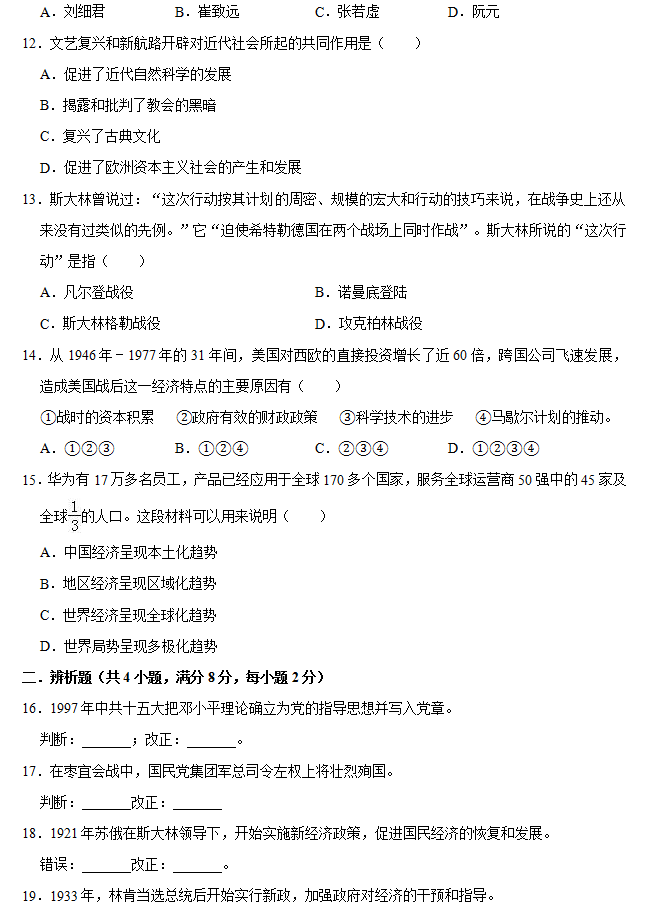 A．刘细君 B．崔致远 C．张若虚 D．阮元
12．文艺复兴和新航路开辟对近代社会所起的共同作用是（　　）
A．促进了近代自然科学的发展
B．揭露和批判了教会的黑暗
C．复兴了古典文化
D．促进了欧洲资本主义社会的产生和发展
13．斯大林曾说过：“这次行动按其计划的周密、规模的宏大和行动的技巧来说，在战争史上还从
来没有过类似的先例。”它“迫使希特勒德国在两个战场上同时作战”。斯大林所说的“这次行
动”是指（　　）
A．凡尔登战役 B．诺曼底登陆
C．斯大林格勒战役 D．攻克柏林战役
14．从 1946 年﹣1977 年的 31 年间，美国对西欧的直接投资增长了近 60 倍，跨国公司飞速发展，
造成美国战后这一经济特点的主要原因有（　　）
①战时的资本积累 ②政府有效的财政政策 ③科学技术的进步 ④马歇尔计划的推动。
A．①②③ B．①②④ C．②③④ D．①②③④
15．华为有 17 万多名员工，产品已经应用于全球 170 多个国家，服务全球运营商 50 强中的 45 家及
全球1/3的人口。这段材料可以用来说明（　　）
A．中国经济呈现本土化趋势
B．地区经济呈现区域化趋势
C．世界经济呈现全球化趋势
D．世界局势呈现多极化趋势
二．辨析题（共 4 小题，满分 8 分，每小题 2 分）
16．1997 年中共十五大把邓小平理论确立为党的指导思想并写入党章。
判断：_______；改正：_______。
17．在枣宜会战中，国民党集团军总司令左权上将壮烈殉国。
判断：_______改正：_______
18．1921 年苏俄在斯大林领导下，开始实施新经济政策，促进国民经济的恢复和发展。
错误：_______改正：_______。
19．1933 年，林肯当选总统后开始实行新政，加强政府对经济的干预和指导。